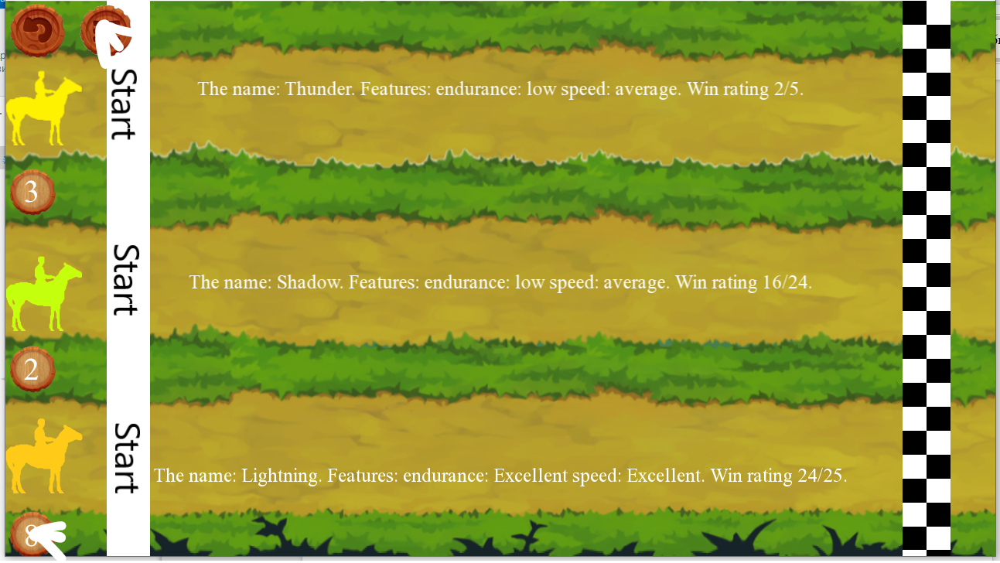 Start
The name: Thunder. Features: endurance: low speed: average. Win rating 2/5.
3
Start
The name: Shadow. Features: endurance: low speed: average. Win rating 16/24.
2
Start
The name: Lightning. Features: endurance: Excellent speed: Excellent. Win rating 24/25.
8